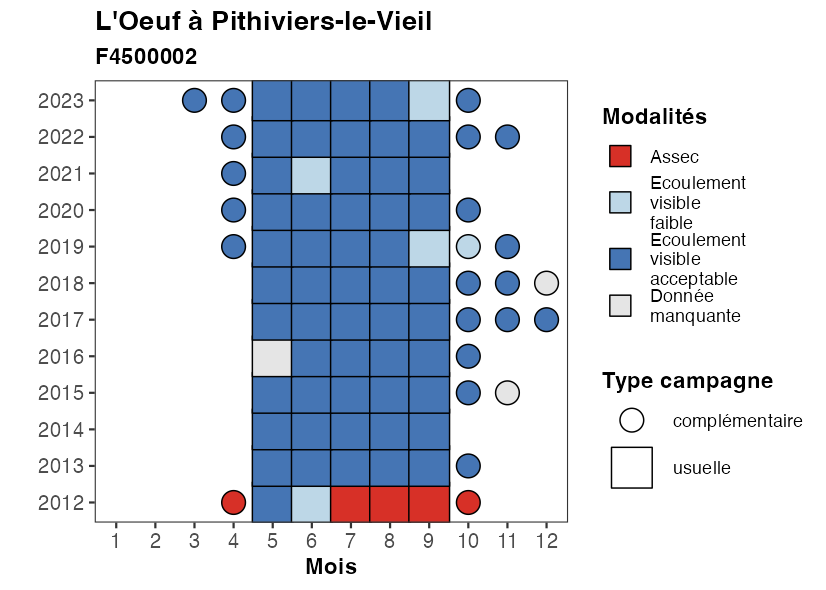 L'Oeuf à Pithiviers-le-Vieil
F4500002
2023
2022
2021
2020
2019
2018
2017
2016
2015
2014
2013
2012
1 2 3 4 5 6 7 8 9 10 11 12
Mois
Modalités
Assec
Ecoulement
visible
faible
Ecoulement
visible
acceptable
Donnée
manquante
Type campagne
complémentaire
usuelle